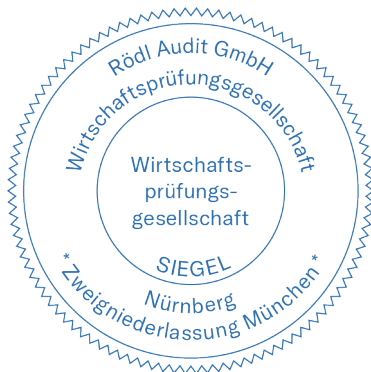 Rödl Audit GmbH
Wirtschaftsprüfungsgesellschaft
Wirtschafts-
prüfungs-
gesellschaft
SIEGEL
Nürnberg
* Zweigniederlassung München *